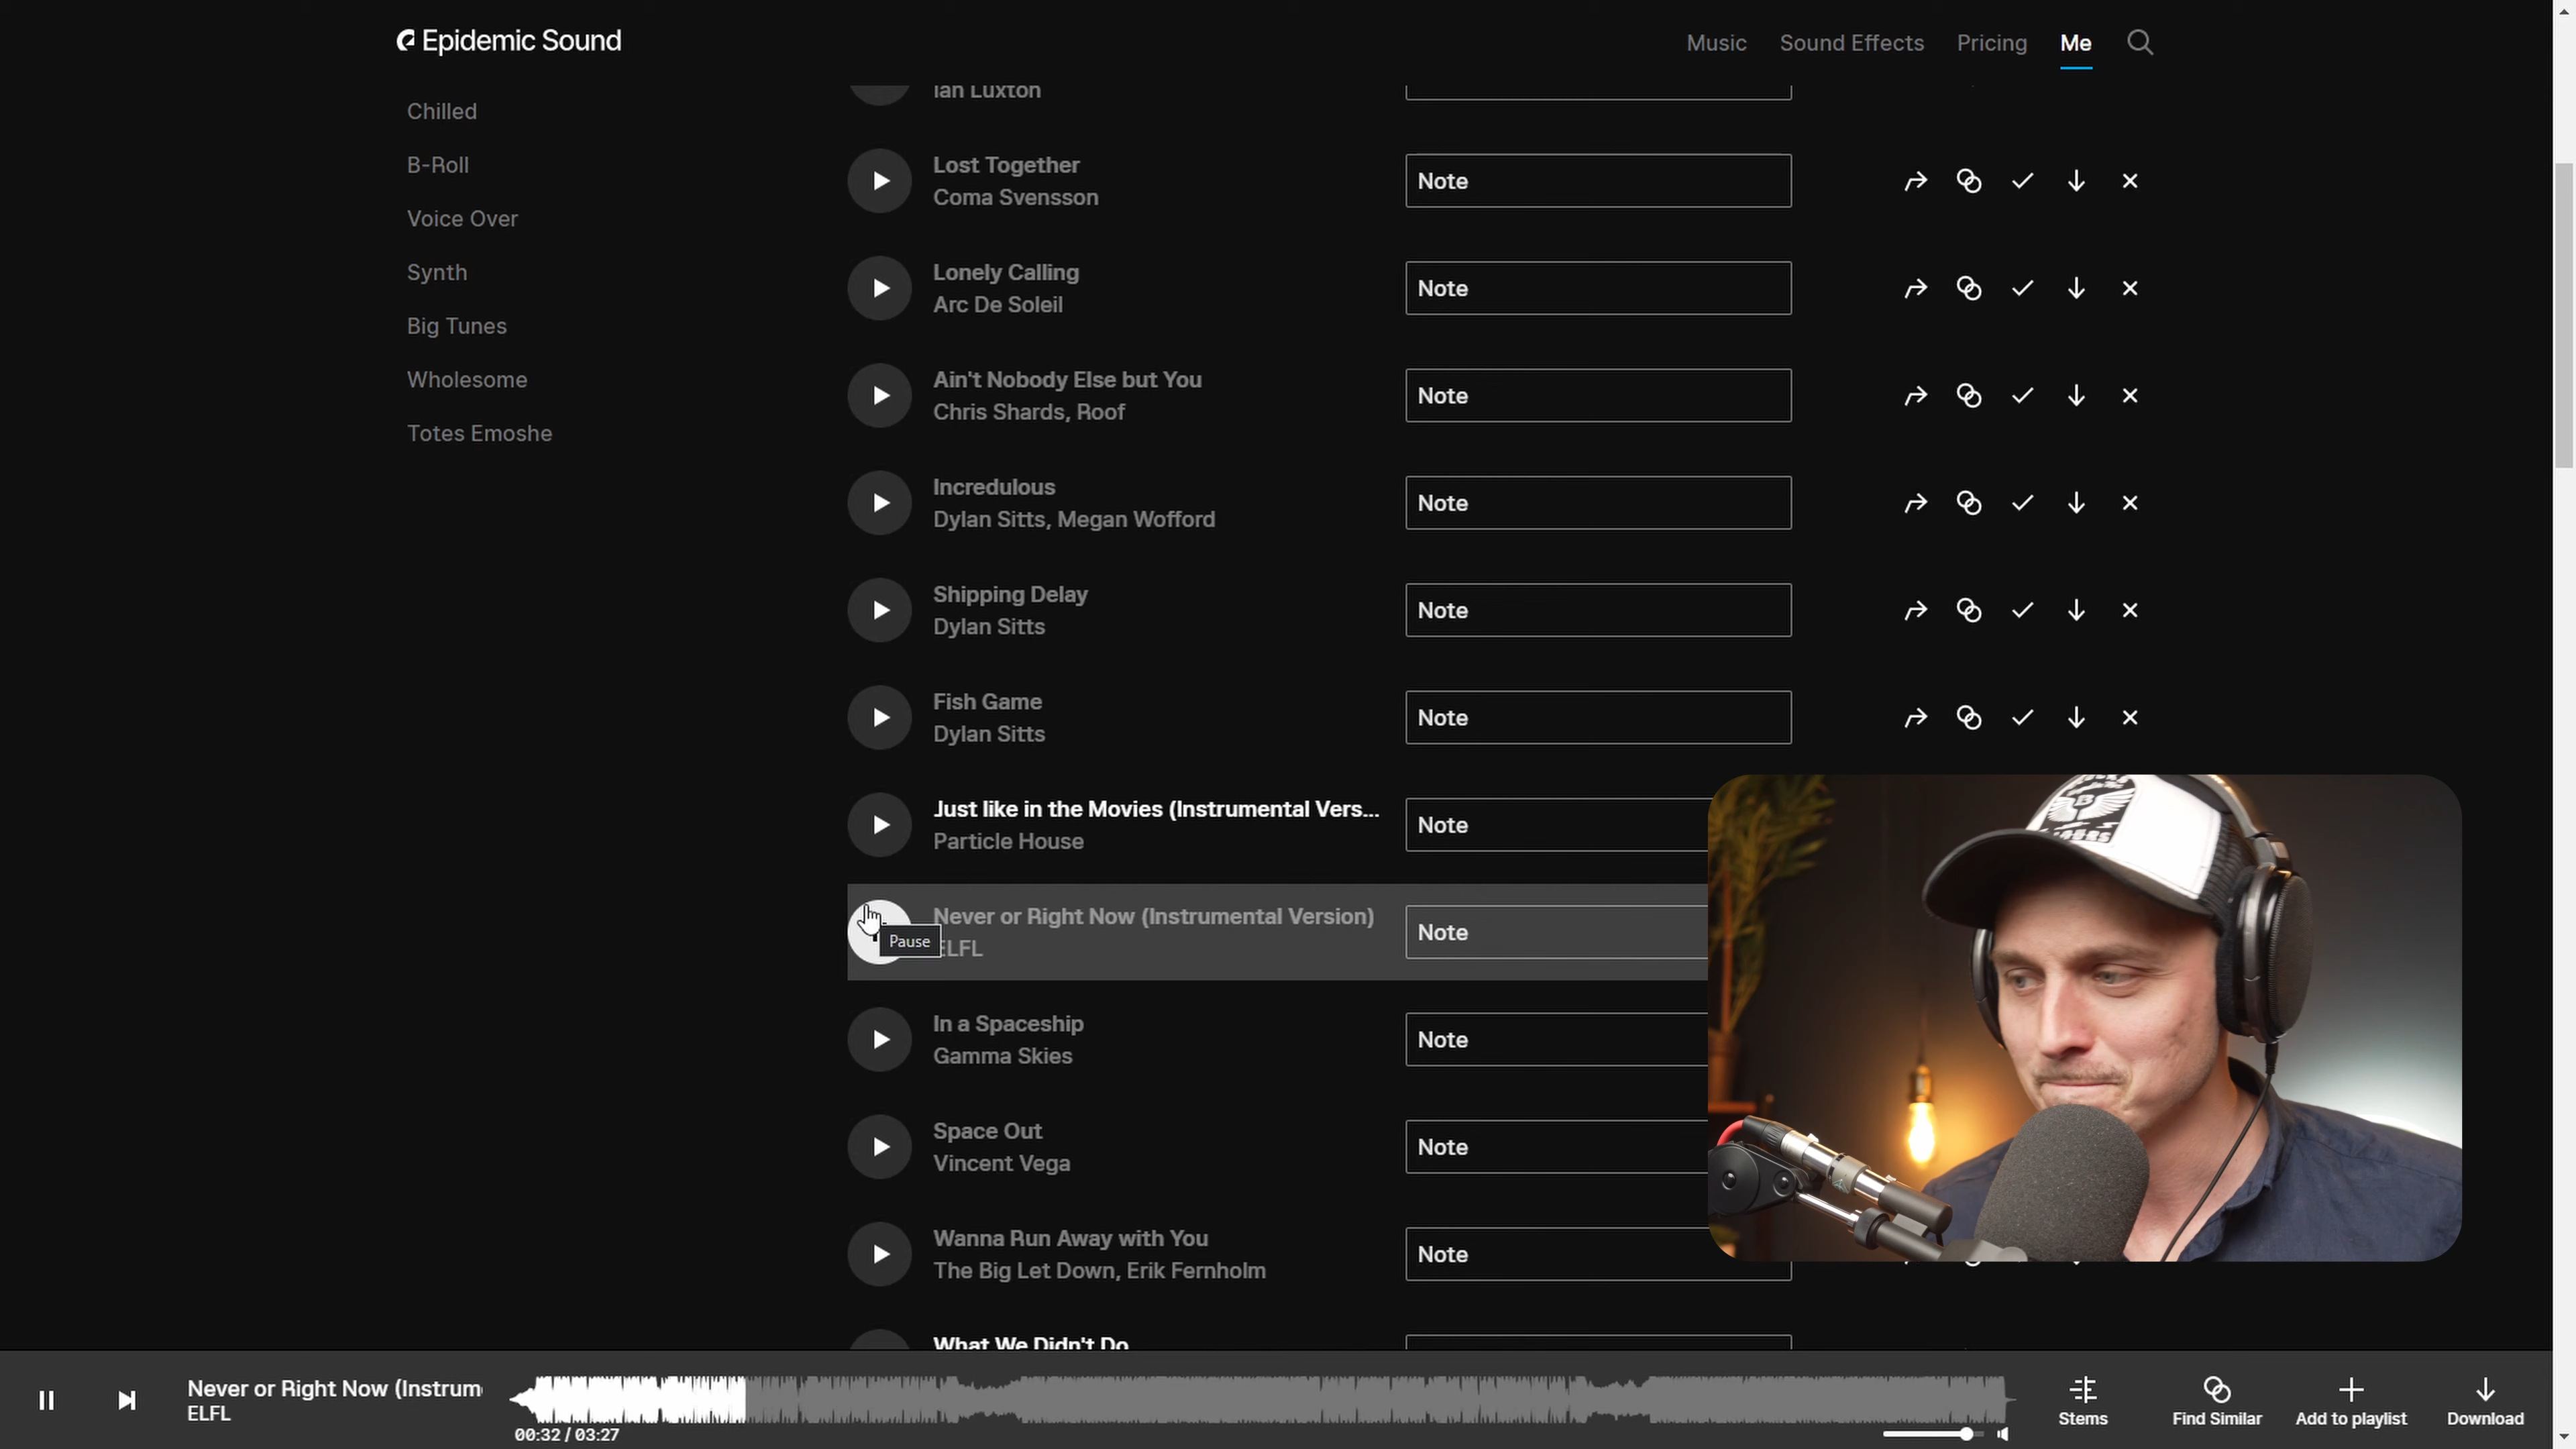 Epidemic Sound
Music
Sound Effects
Pricing
Me
Chilled
B-Roll
Voice Over
Synth
Big Tunes
Wholesome
Totes Emoshe
Ian Luxton
Lost Together
Coma Svensson
Note
Lonely Calling
Arc De Soleil
Note
Ain't Nobody Else but You
Chris Shards, Roof
Note
Incredulous
Dylan Sitts, Megan Wofford
Note
Shipping Delay
Dylan Sitts
Note
Fish Game
Dylan Sitts
Note
Just like in the Movies (Instrumental Vers...
Particle House
Note
Never or Right Now (Instrumental Version)
ELFL
Pause
Note
In a Spaceship
Gamma Skies
Note
Space Out
Vincent Vega
Note
Wanna Run Away with You
The Big Let Down, Erik Fernholm
Note
What We Didn't Do
Never or Right Now (Instrum
ELFL
00:32 / 03:27
Stems
Find Similar
Add to playlist
Download